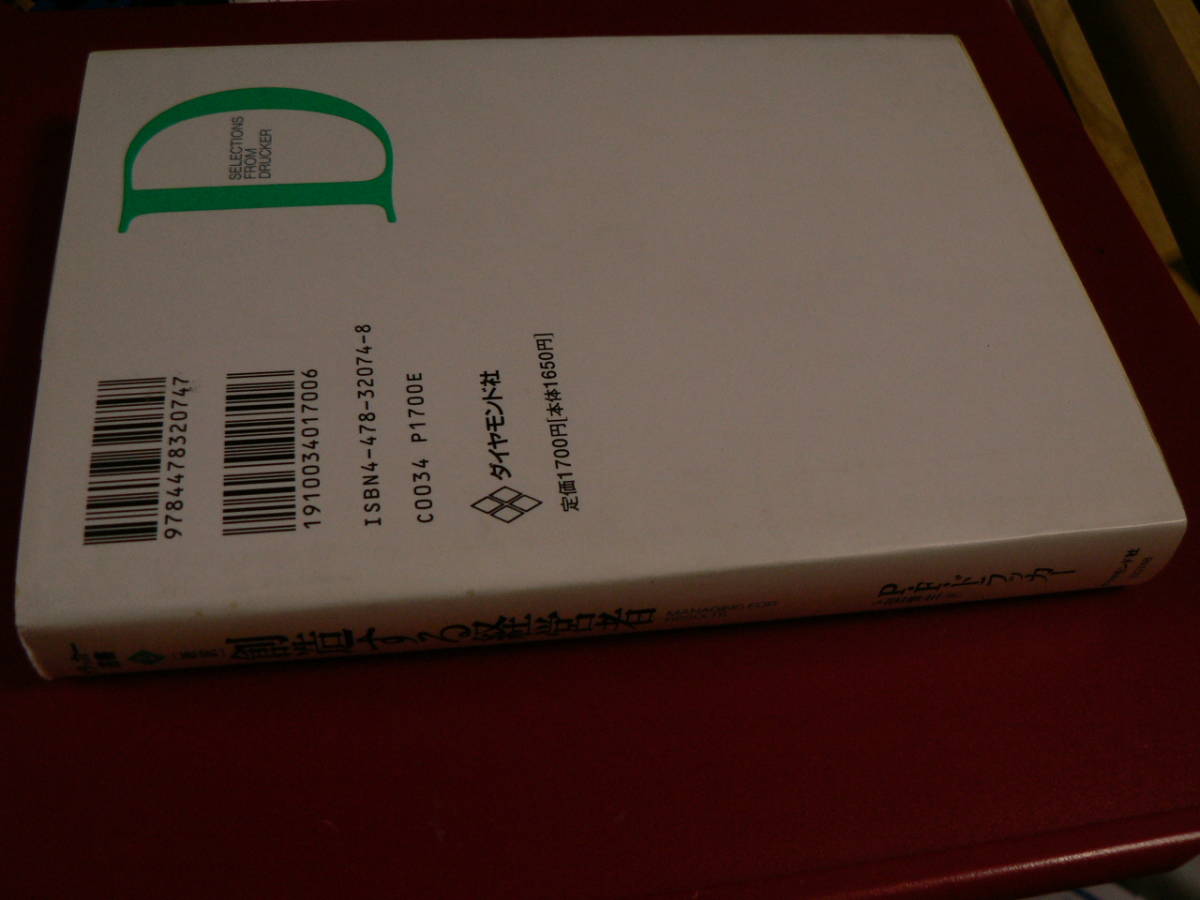 SELECTIONS
FROM
DRUCKER
9784478320747
1910034017006
ISBN4-478-32074-8
C0034 P1700E
ダイヤモンド社
定価1700円[本体1650円]
創造する経営者
MANAGING FOR
P・F・ドラッカー